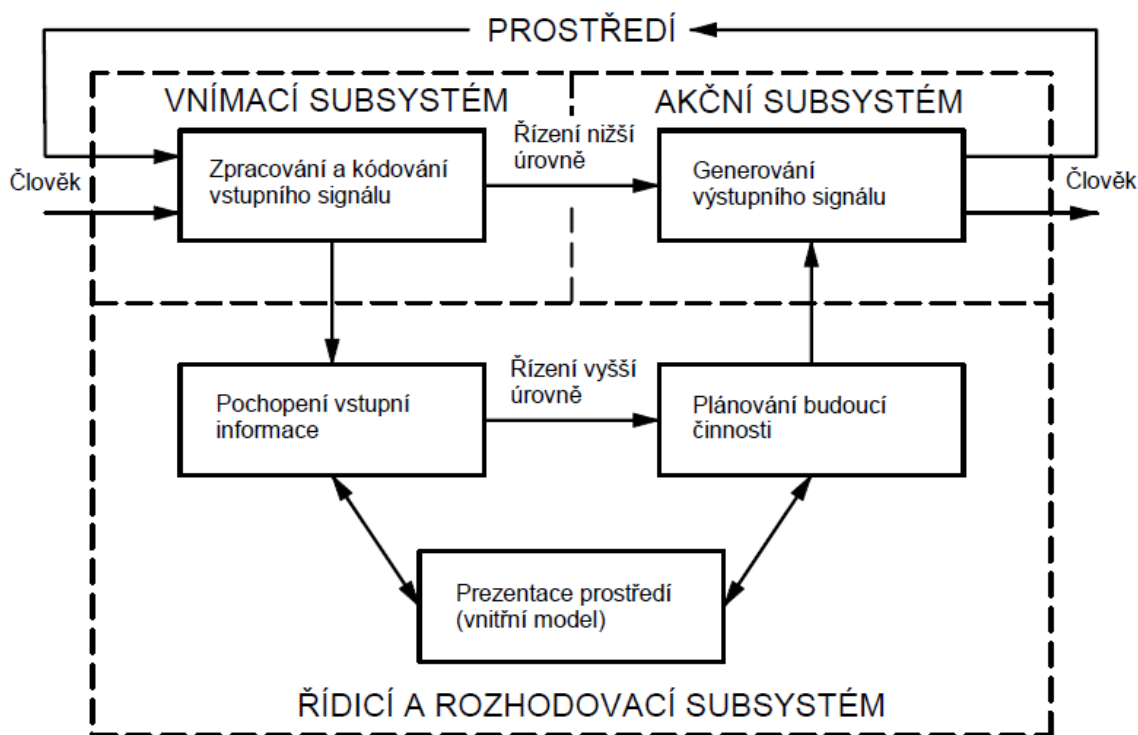 PROSTŘEDÍ
VNÍMACÍ SUBSYSTÉM
AKČNÍ SUBSYSTÉM
Člověk
Zpracování a kódování
vstupního signálu
Řízení nižší
úrovně
Generování
výstupního signálu
Člověk
Pochopení vstupní
informace
Řízení vyšší
úrovně
Plánování budoucí
činnosti
Prezentace prostředí
(vnitřní model)
ŘÍDICÍ A ROZHODOVACÍ SUBSYSTÉM